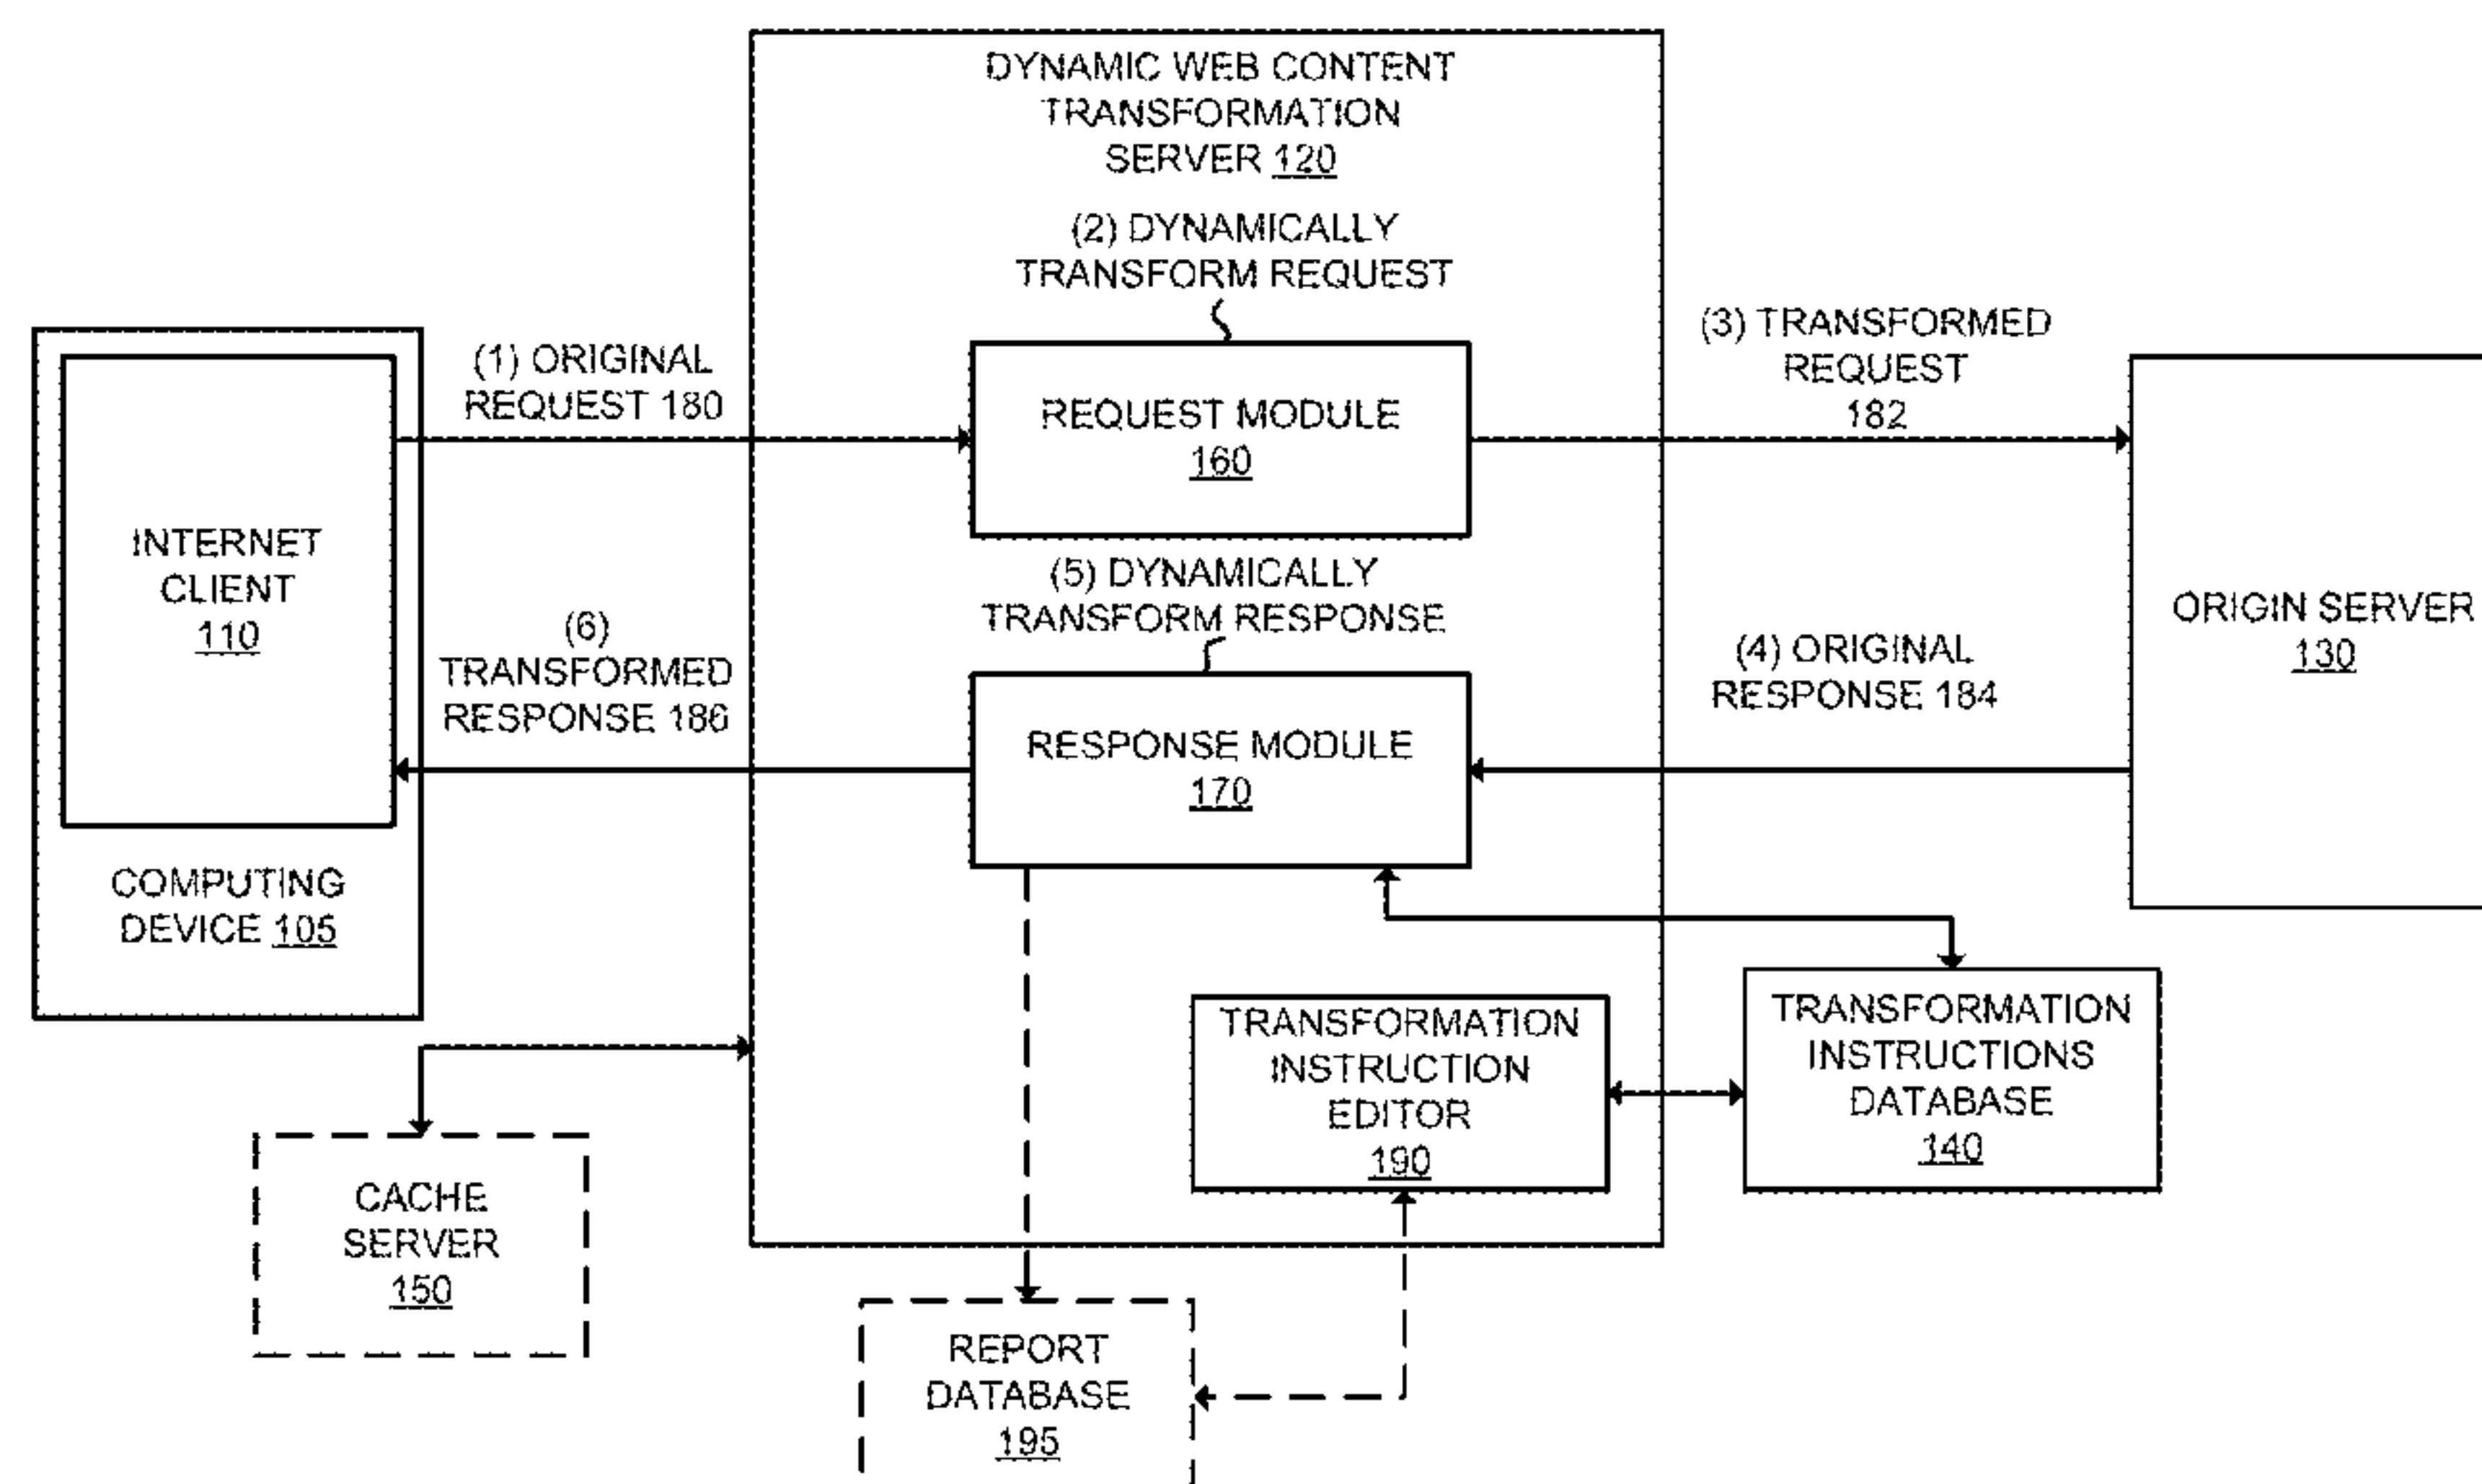 DYNAMIC WEB CONTENT
TRANSFORMATION
SERVER 120
(2) DYNAMICALLY
TRANSFORM REQUEST
(1) ORIGINAL
REQUEST 180
REQUEST MODULE
160
(3) TRANSFORMED
REQUEST
182
INTERNET
CLIENT
110
COMPUTING
DEVICE 105
(6)
TRANSFORMED
RESPONSE 186
(5) DYNAMICALLY
TRANSFORM RESPONSE
RESPONSE MODULE
170
(4) ORIGINAL
RESPONSE 184
ORIGIN SERVER
130
TRANSFORMATION
INSTRUCTION
EDITOR
190
TRANSFORMATION
INSTRUCTIONS
DATABASE
140
CACHE
SERVER
150
REPORT
DATABASE
195